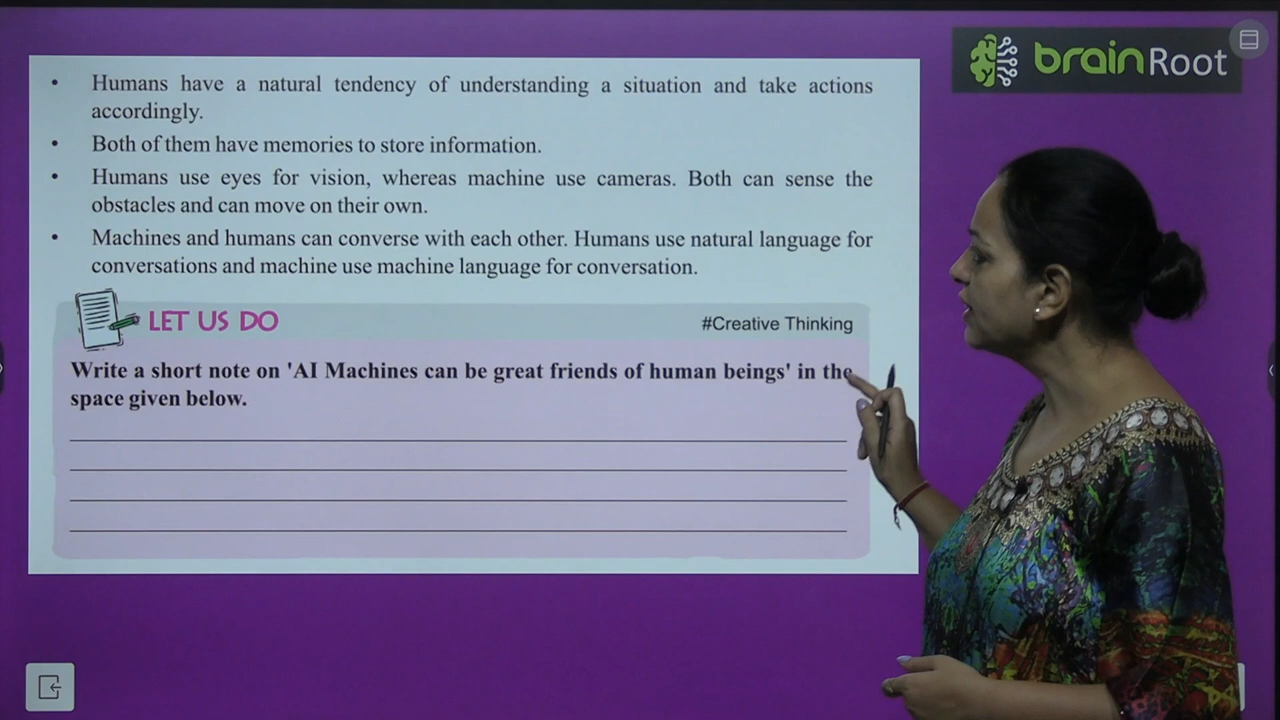 brainRoot
• Humans have a natural tendency of understanding a situation and take actions
accordingly.
• Both of them have memories to store information.
• Humans use eyes for vision, whereas machine use cameras. Both can sense the
obstacles and can move on their own.
• Machines and humans can converse with each other. Humans use natural language for
conversations and machine use machine language for conversation.
LET US DO
#Creative Thinking
Write a short note on 'AI Machines can be great friends of human beings' in the
space given below.